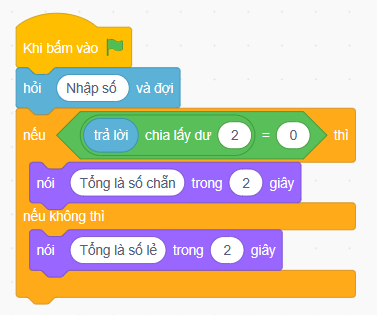 Khi bấm vào
hỏi Nhập số và đợi
nếu trả lời chia lấy dư 2 = 0 thì
nói Tổng là số chẵn trong 2 giây
nếu không thì
nói Tổng là số lẻ trong 2 giây